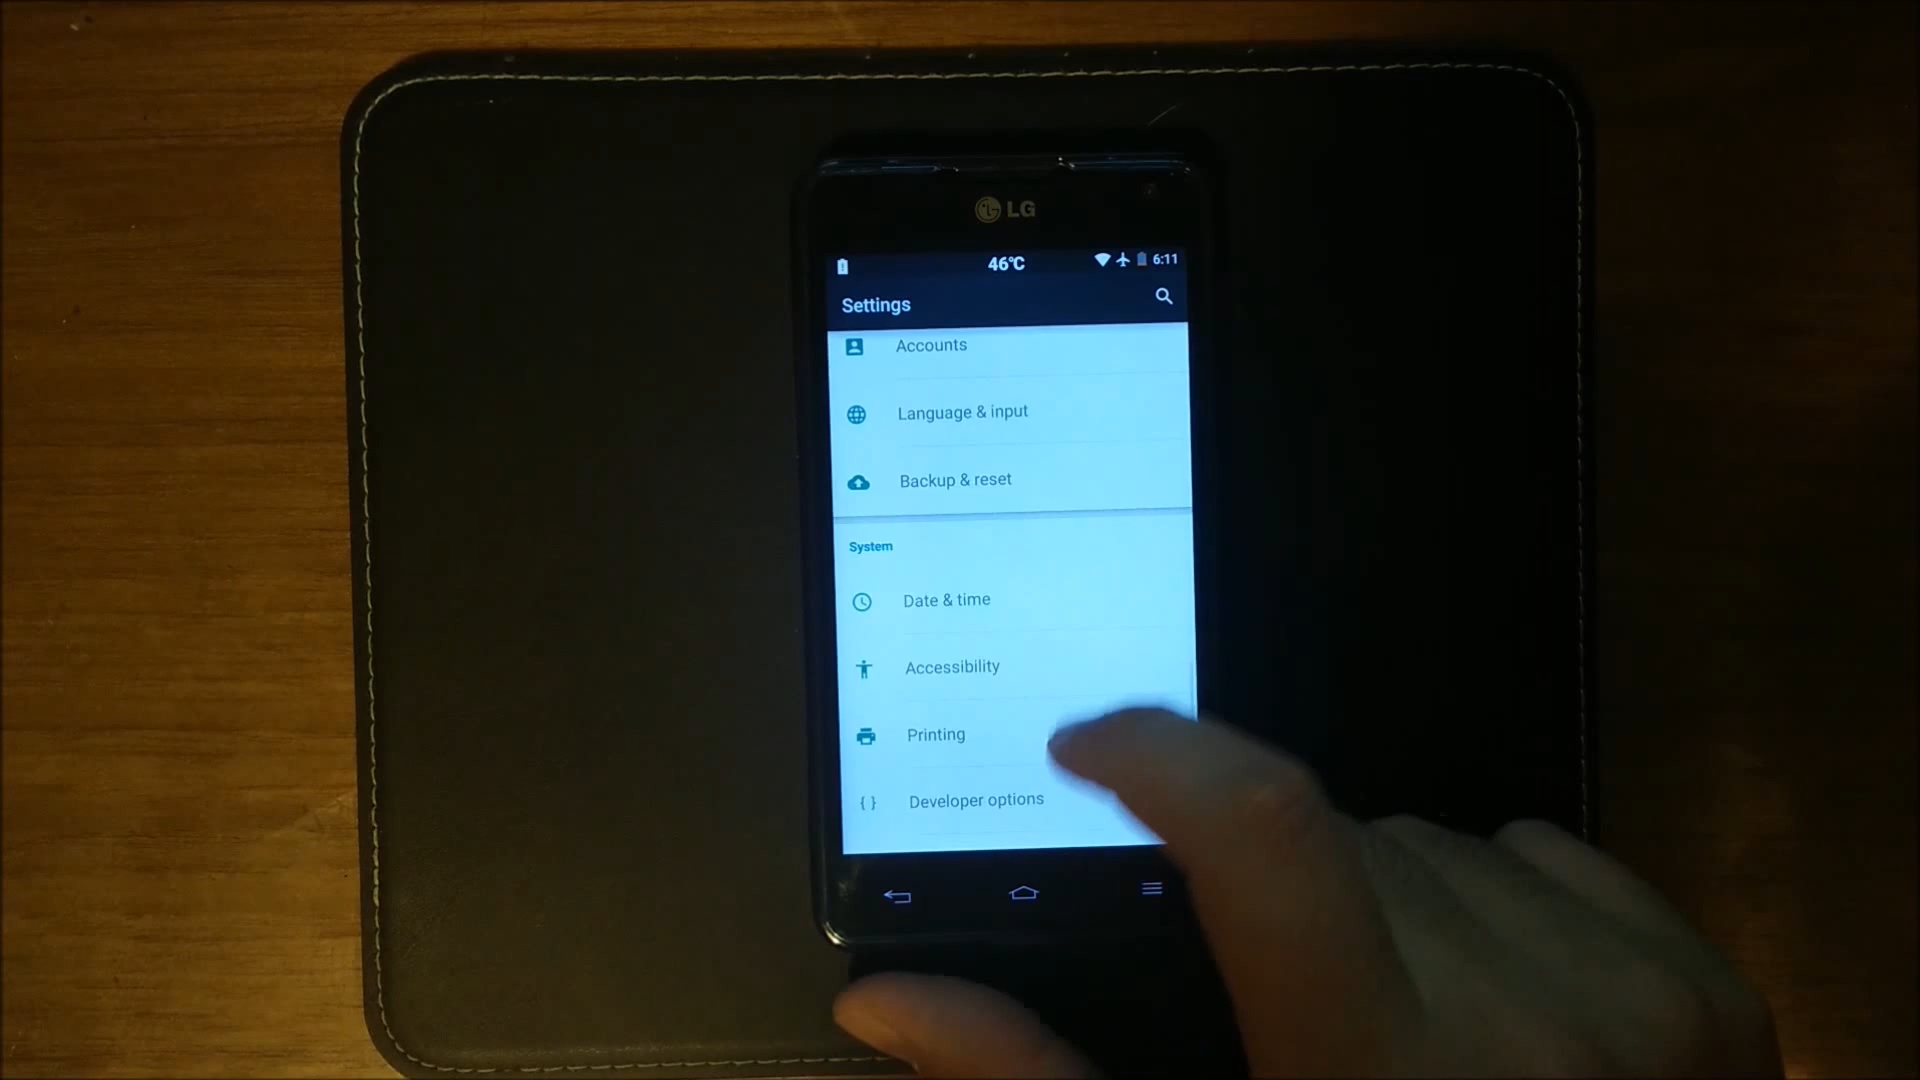 LG
46°C
6:11
Settings
Accounts
Language & input
Backup & reset
System
Date & time
Accessibility
Printing
{ } Developer options